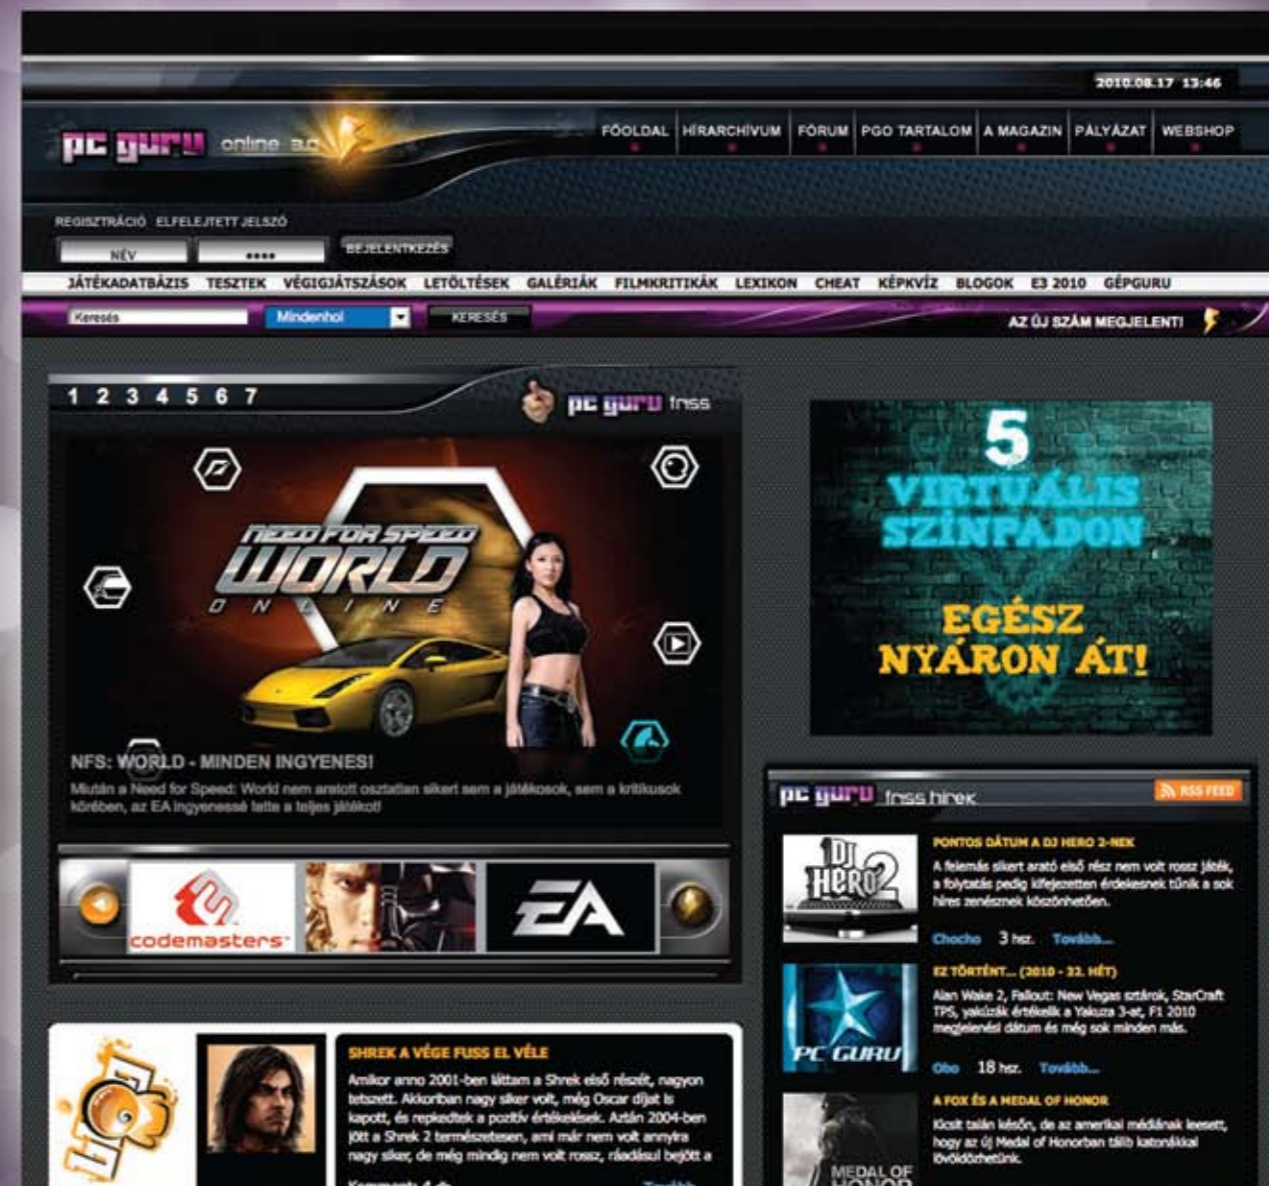 2010.08.17 13:46
pc guru online 3.0
FŐOLDAL HÍRARCHÍVUM FÓRUM PGO TARTALOM A MAGAZIN PÁLYÁZAT WEBSHOP
REGISZTRÁCIÓ ELFELEJTETT JELSZÓ
NÉV •••• BEJELENTKEZÉS
JÁTÉKADATBÁZIS TESZTEK VÉGIGJÁTSZÁSOK LETÖLTÉSEK GALÉRIÁK FILMKRITIKÁK LEXIKON CHEAT KÉPKVÍZ BLOGOK E3 2010 GÉPGURU
Keresés Mindenhol KERESÉS
AZ ÚJ SZÁM MEGJELENT!
1 2 3 4 5 6 7
pc guru friss
NEED FOR SPEED
WORLD
ONLINE
NFS: WORLD - MINDEN INGYENES!
Miután a Need for Speed: World nem aratott osztatlan sikert sem a játékosok, sem a kritikusok
körében, az EA ingyenessé tette a teljes játékot!
codemasters
EA
SHREK A VÉGE FUSS EL VÉLE
Amikor anno 2001-ben láttam a Shrek első részét, nagyon
tetszett. Akkoriban nagy siker volt, még Oscar díjat is
kapott, és repkedtek a pozitív értékelések. Aztán 2004-ben
jött a Shrek 2 természetesen, ami már nem volt annyira
nagy siker, de még mindig nem volt rossz, ráadásul bejött a
5
VIRTUÁLIS
SZÍNPADON
EGÉSZ
NYÁRON ÁT!
pc guru friss hírek
RSS FEED
DJ
HERO 2
PONTOS DÁTUM A DJ HERO 2-NEK
A felemás sikert arató első rész nem volt rossz játék,
a folytatás pedig kifejezetten érdekesnek tűnik a sok
híres zenésznek köszönhetően.
Chocho 3 hsz. Tovább...
PC GURU
EZ TÖRTÉNT... (2010 - 32. HÉT)
Alan Wake 2, Fallout: New Vegas sztárok, StarCraft
TPS, yakúzák értékelik a Yakuza 3-at, F1 2010
megjelenési dátum és még sok minden más.
Obo 18 hsz. Tovább...
MEDAL OF
HONOR
A FOX ÉS A MEDAL OF HONOR
Kicsit talán későn, de az amerikai médiának leesett,
hogy az új Medal of Honorban tálib katonákkal
lövöldözhetünk.